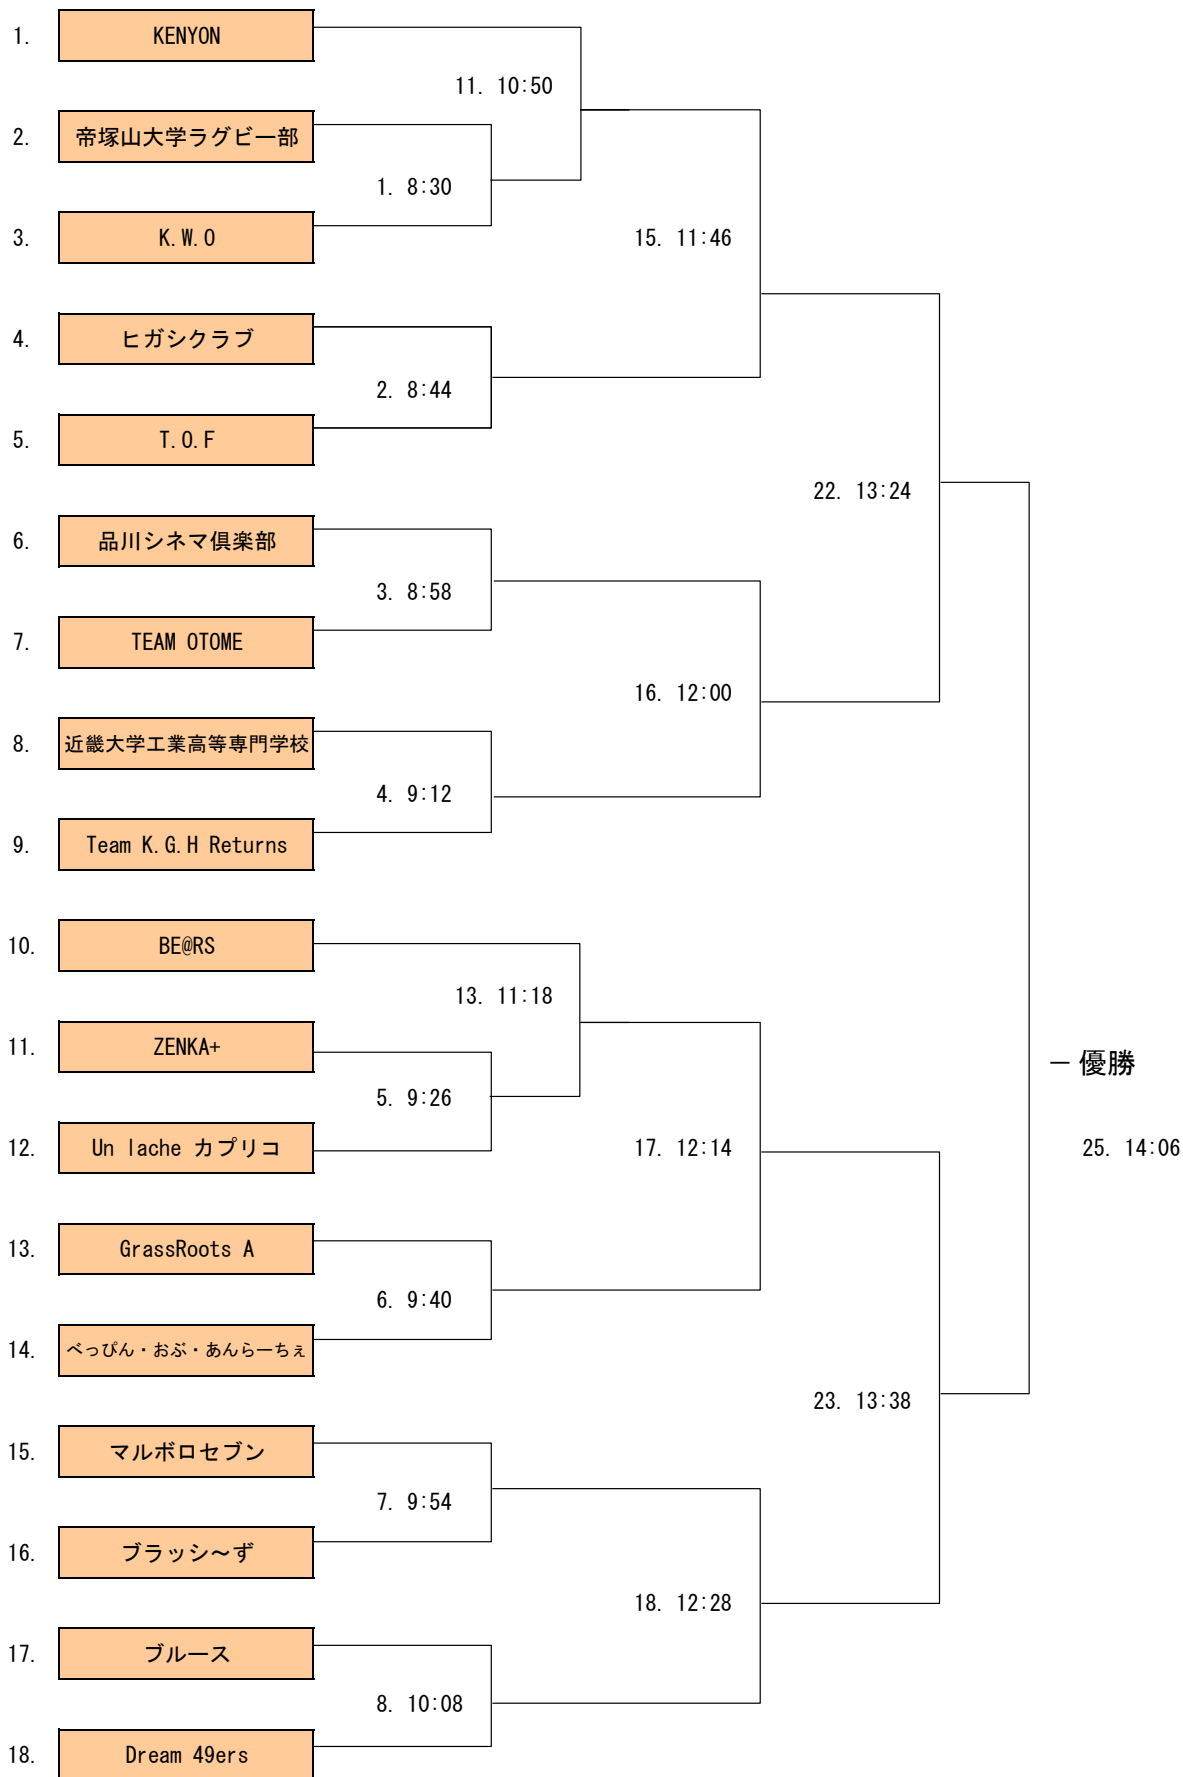 1. KENYON
11. 10:50
2. 帝塚山大学ラグビー部
1. 8:30
3. K.W.O
15. 11:46
4. ヒガシクラブ
2. 8:44
5. T.O.F
22. 13:24
6. 品川シネマ倶楽部
3. 8:58
7. TEAM OTOME
16. 12:00
8. 近畿大学工業高等専門学校
4. 9:12
9. Team K.G.H Returns
10. BE@RS
13. 11:18
11. ZENKA+
－優勝
5. 9:26
12. Un lache カプリコ
17. 12:14
25. 14:06
13. GrassRoots A
6. 9:40
14. べっぴん・おぶ・あんらーちぇ
23. 13:38
15. マルボロセブン
7. 9:54
16. ブラッシ～ず
18. 12:28
17. ブルース
8. 10:08
18. Dream 49ers